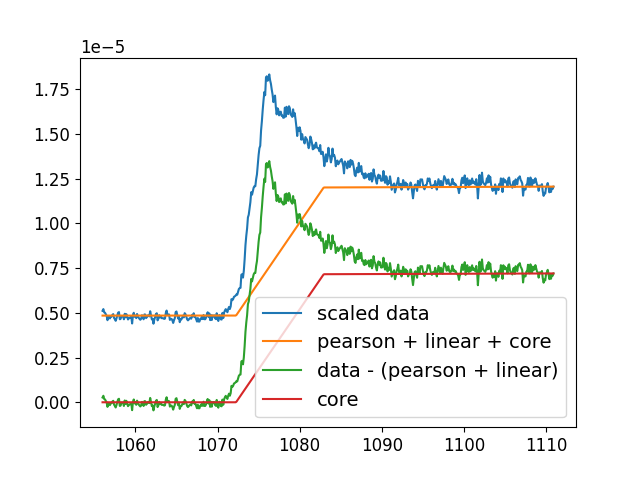 1e−5
1.75
1.50
1.25
1.00
0.75
0.50
0.25
0.00
scaled data
pearson + linear + core
data - (pearson + linear)
core
1060 1070 1080 1090 1100 1110